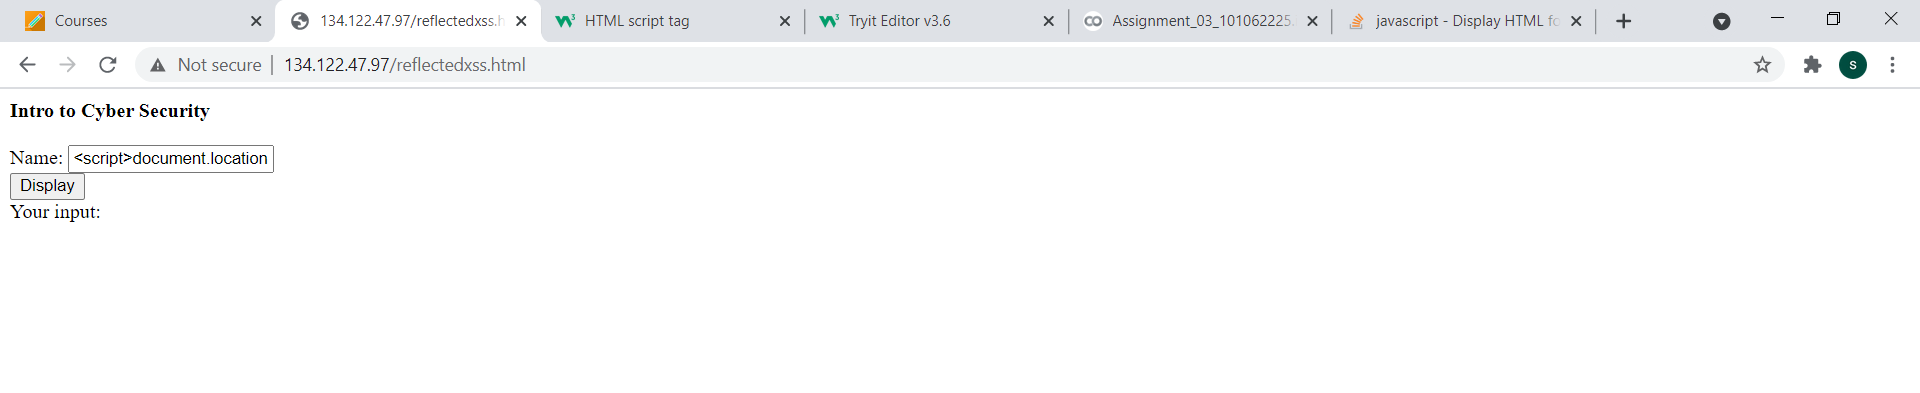 Courses
134.122.47.97/reflectedxss.h
HTML script tag
Tryit Editor v3.6
Assignment_03_101062225.
javascript - Display HTML fo
Not secure | 134.122.47.97/reflectedxss.html
s
Intro to Cyber Security
Name: <script>document.location
Display
Your input: